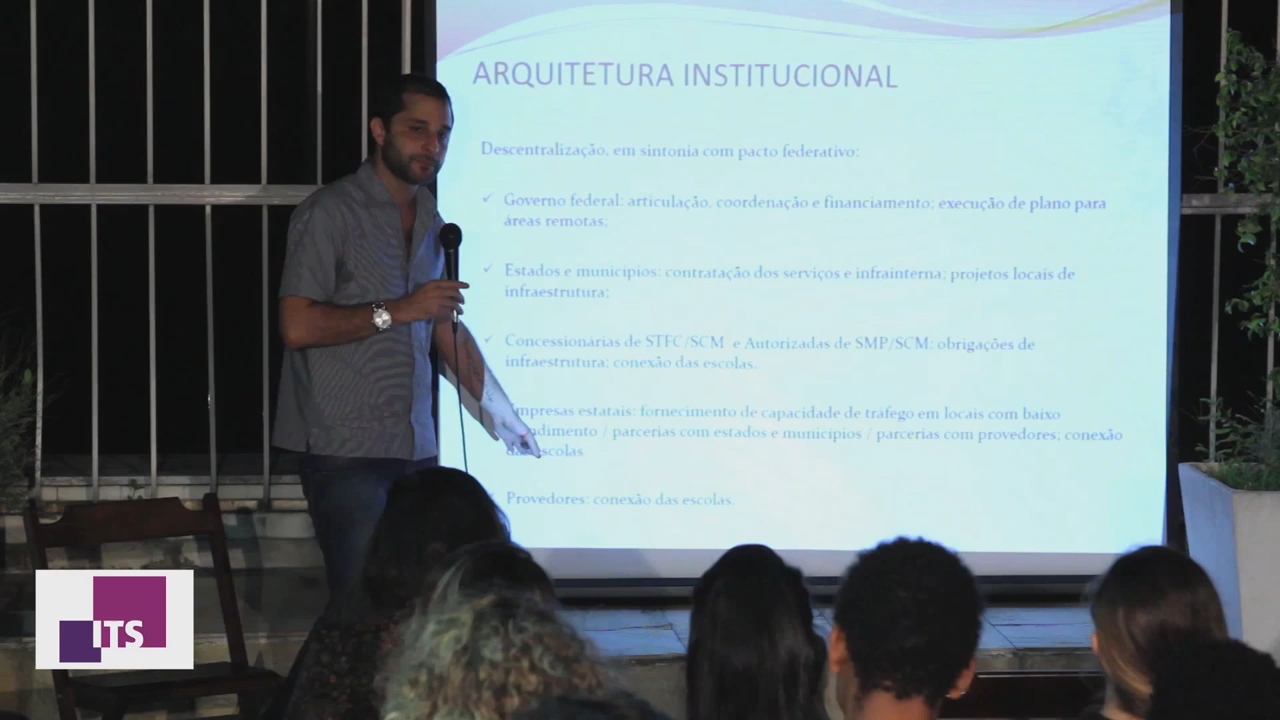 ARQUITETURA INSTITUCIONAL
Descentralização, em sintonia com pacto federativo:
✓ Governo federal: articulação, coordenação e financiamento; execução de plano para
áreas remotas;
✓ Estados e municípios: contratação dos serviços e infrainterna; projetos locais de
infraestrutura;
✓ Concessionárias de STFC/SCM e Autorizadas de SMP/SCM: obrigações de
infraestrutura; conexão das escolas.
mpresas estatais: fornecimento de capacidade de tráfego em locais com baixo
ndimento / parcerias com estados e municípios / parcerias com provedores; conexão
escolas
Provedores: conexão das escolas.
ITS